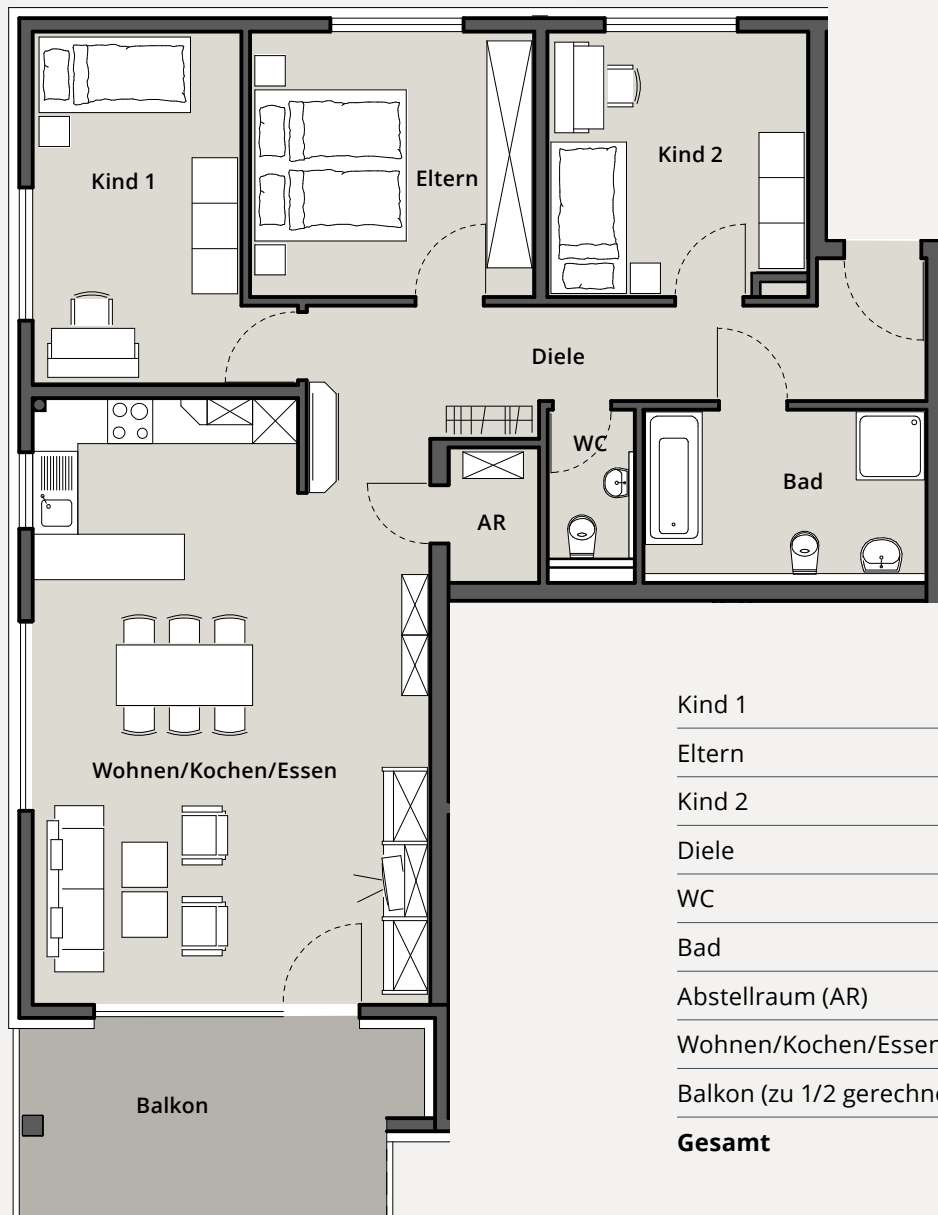 Kind 1
Eltern
Kind 2
Diele
WC
Bad
AR
Wohnen/Kochen/Essen
Balkon
Kind 1
Eltern
Kind 2
Diele
WC
Bad
Abstellraum (AR)
Wohnen/Kochen/Essen
Balkon (zu 1/2 gerechne
Gesamt